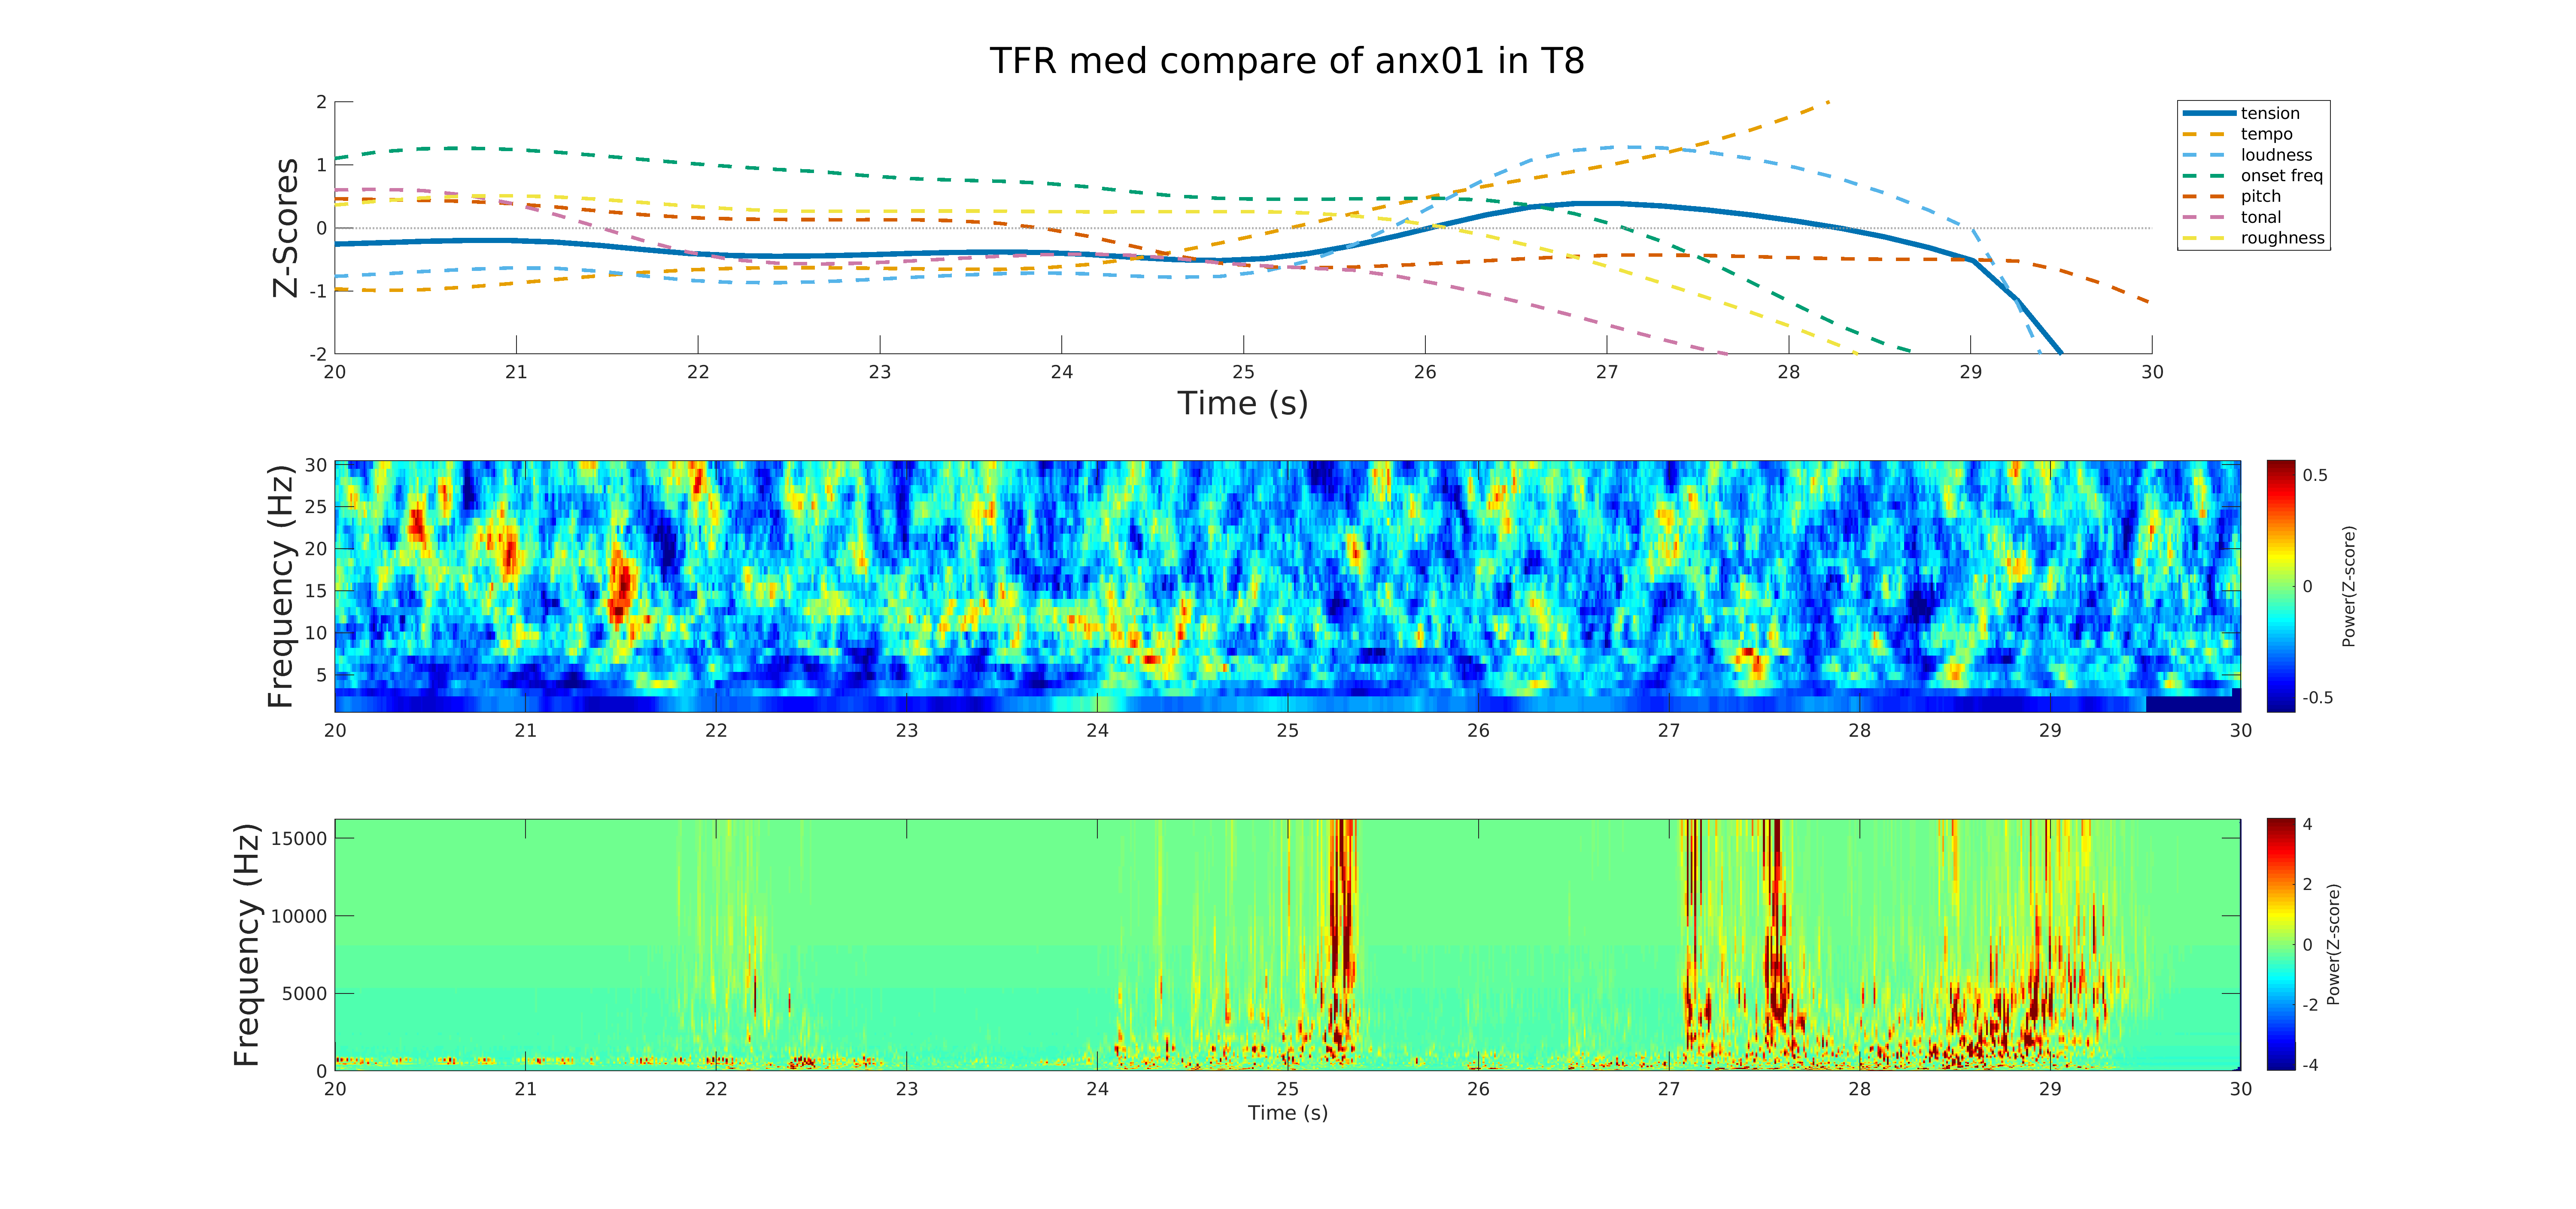 TFR med compare of anx01 in T8
Z-Scores
2
1
0
-1
-2
20 21 22 23 24 25 26 27 28 29 30
Time (s)
tension
tempo
loudness
onset freq
pitch
tonal
roughness
Frequency (Hz)
30
25
20
15
10
5
20 21 22 23 24 25 26 27 28 29 30
0.5
0
-0.5
Power(Z-score)
Frequency (Hz)
15000
10000
5000
0
20 21 22 23 24 25 26 27 28 29 30
Time (s)
4
2
0
-2
-4
Power(Z-score)